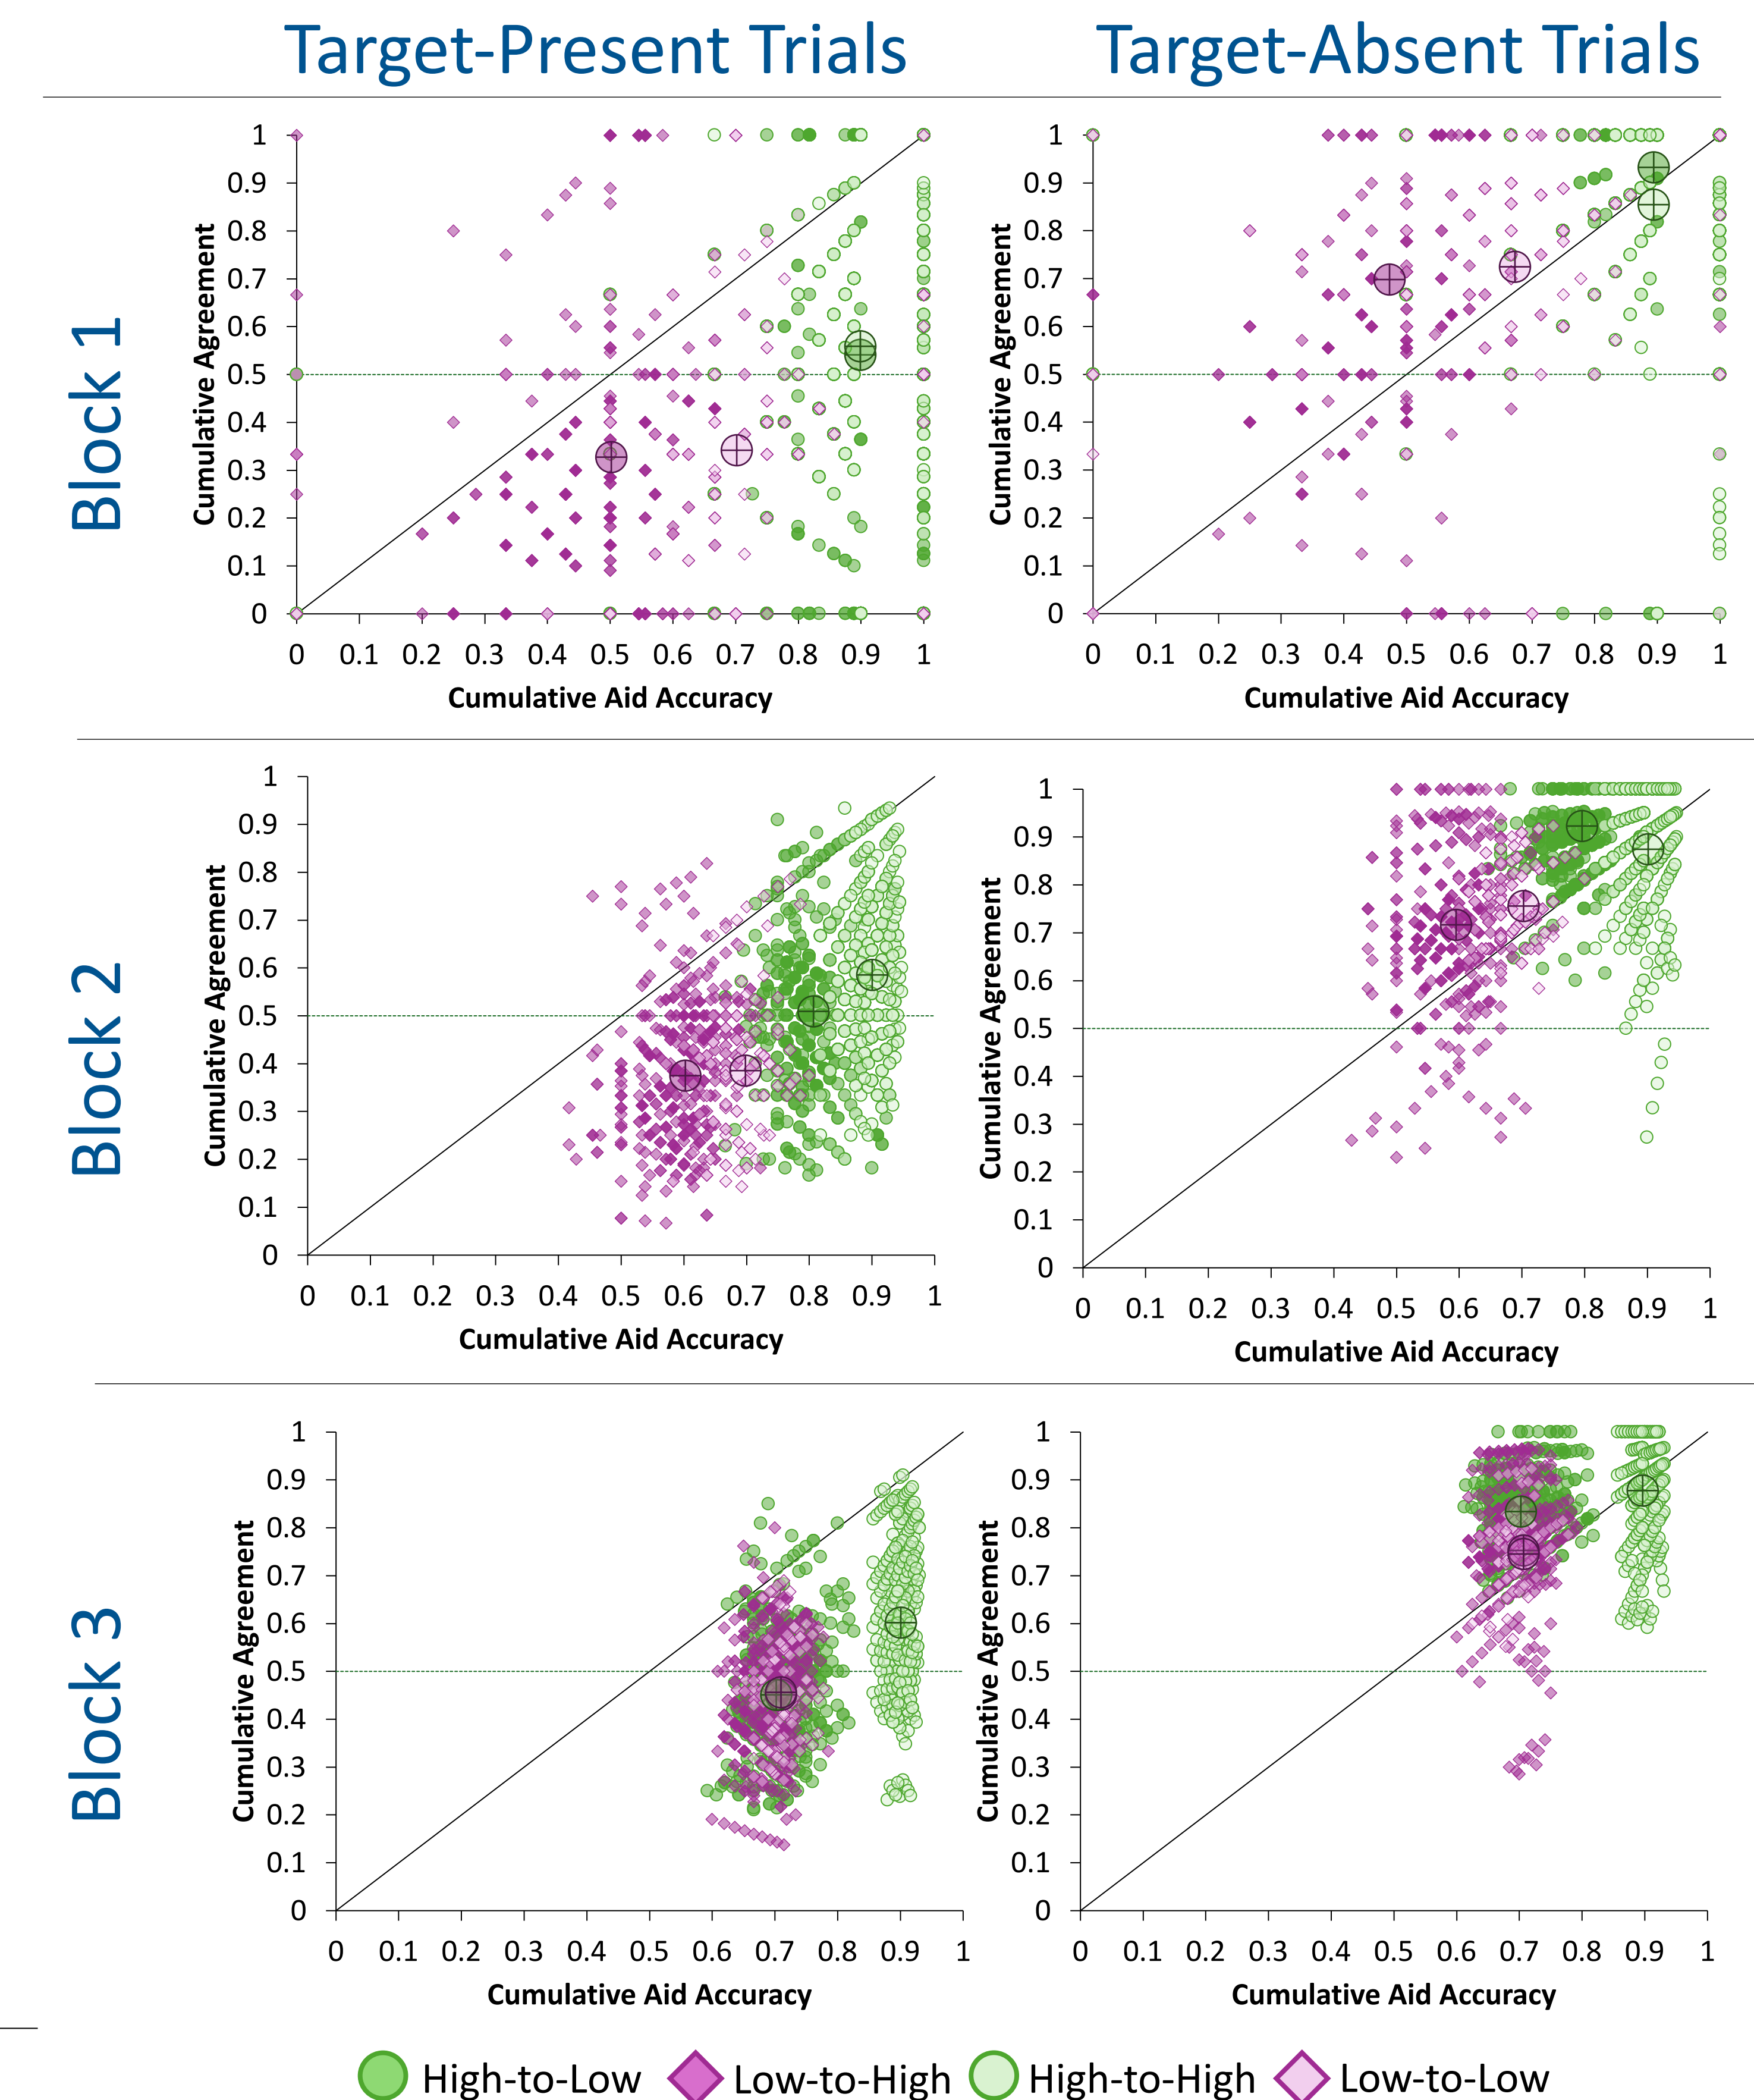 Target-Present Trials
Target-Absent Trials
Block 1
Cumulative Agreement
1
0.9
0.8
0.7
0.6
0.5
0.4
0.3
0.2
0.1
0
0 0.1 0.2 0.3 0.4 0.5 0.6 0.7 0.8 0.9 1
Cumulative Aid Accuracy
Cumulative Agreement
1
0.9
0.8
0.7
0.6
0.5
0.4
0.3
0.2
0.1
0
0 0.1 0.2 0.3 0.4 0.5 0.6 0.7 0.8 0.9 1
Cumulative Aid Accuracy
Block 2
Cumulative Agreement
1
0.9
0.8
0.7
0.6
0.5
0.4
0.3
0.2
0.1
0
0 0.1 0.2 0.3 0.4 0.5 0.6 0.7 0.8 0.9 1
Cumulative Aid Accuracy
Cumulative Agreement
1
0.9
0.8
0.7
0.6
0.5
0.4
0.3
0.2
0.1
0
0 0.1 0.2 0.3 0.4 0.5 0.6 0.7 0.8 0.9 1
Cumulative Aid Accuracy
Block 3
Cumulative Agreement
1
0.9
0.8
0.7
0.6
0.5
0.4
0.3
0.2
0.1
0
0 0.1 0.2 0.3 0.4 0.5 0.6 0.7 0.8 0.9 1
Cumulative Aid Accuracy
Cumulative Agreement
1
0.9
0.8
0.7
0.6
0.5
0.4
0.3
0.2
0.1
0
0 0.1 0.2 0.3 0.4 0.5 0.6 0.7 0.8 0.9 1
Cumulative Aid Accuracy
High-to-Low Low-to-High High-to-High Low-to-Low